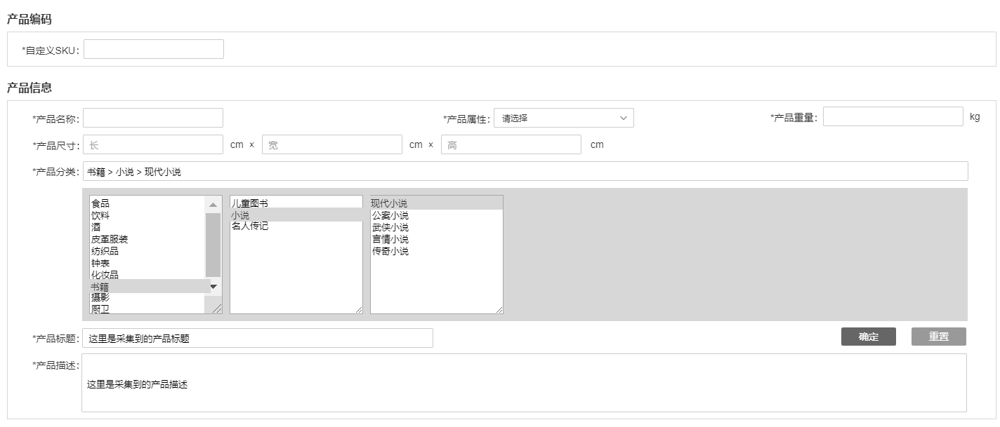 产品编码
*自定义SKU:
产品信息
*产品名称: *产品属性: 请选择 *产品重量: kg
*产品尺寸: 长 cm × 宽 cm × 高 cm
*产品分类: 书籍 > 小说 > 现代小说
食品
饮料
酒
皮革服装
纺织品
钟表
化妆品
书籍
摄影
厨卫
儿童图书
小说
名人传记
现代小说
公案小说
武侠小说
言情小说
传奇小说
*产品标题: 这里是采集到的产品标题 确定 重置
*产品描述: 这里是采集到的产品描述